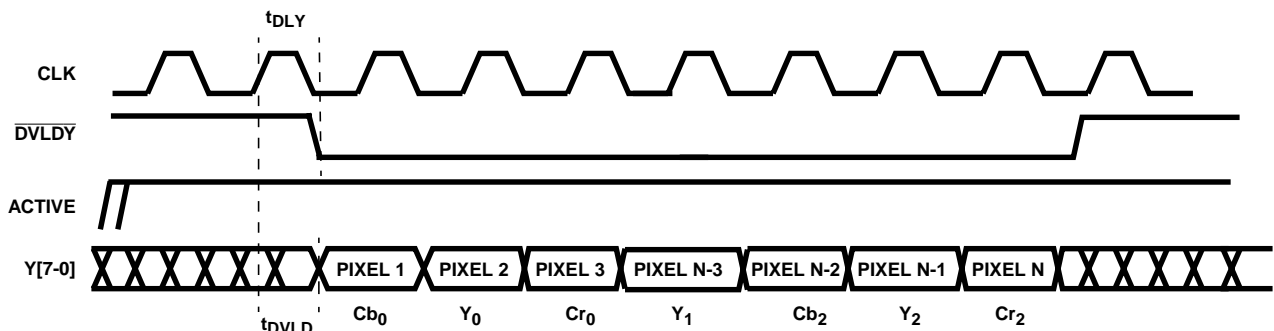 tDLY
CLK
DVLDY
ACTIVE
Y[7-0] PIXEL 1 PIXEL 2 PIXEL 3 PIXEL N-3 PIXEL N-2 PIXEL N-1 PIXEL N
tDVLD Cb0 Y0 Cr0 Y1 Cb2 Y2 Cr2